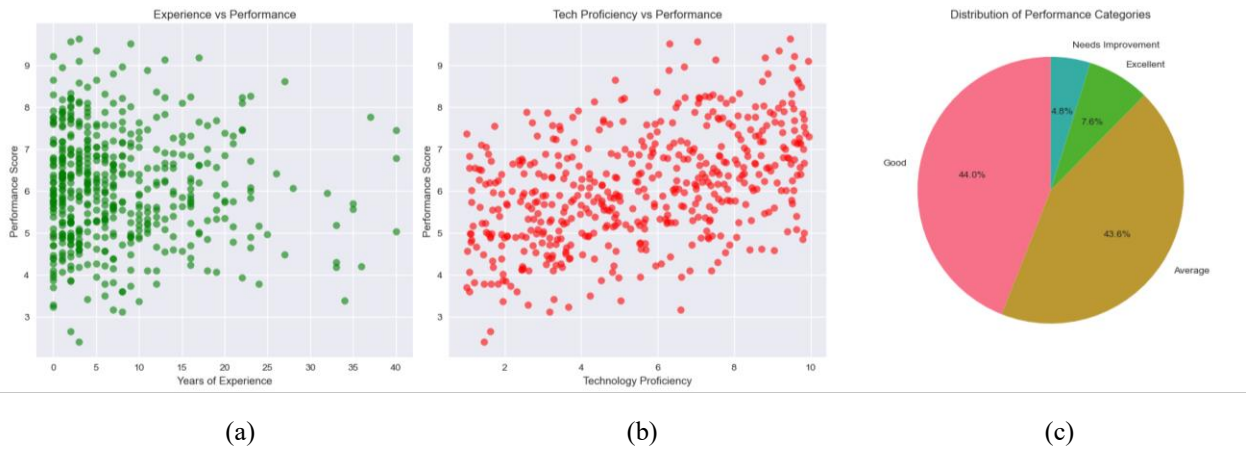 Experience vs Performance
Performance Score
9
8
7
6
5
4
3
0 5 10 15 20 25 30 35 40
Years of Experience
(a)
Tech Proficiency vs Performance
Performance Score
9
8
7
6
5
4
3
2 4 6 8 10
Technology Proficiency
(b)
Distribution of Performance Categories
Needs Improvement
Excellent
4.8%
7.6%
Good
44.0%
43.6%
Average
(c)